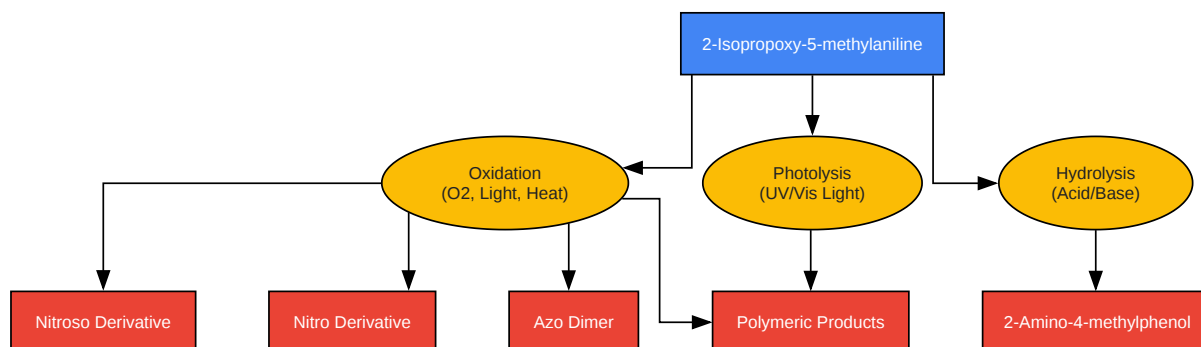 2-Isopropoxy-5-methylaniline
Oxidation
(O2, Light, Heat)
Photolysis
(UV/Vis Light)
Hydrolysis
(Acid/Base)
Nitroso Derivative
Nitro Derivative
Azo Dimer
Polymeric Products
2-Amino-4-methylphenol